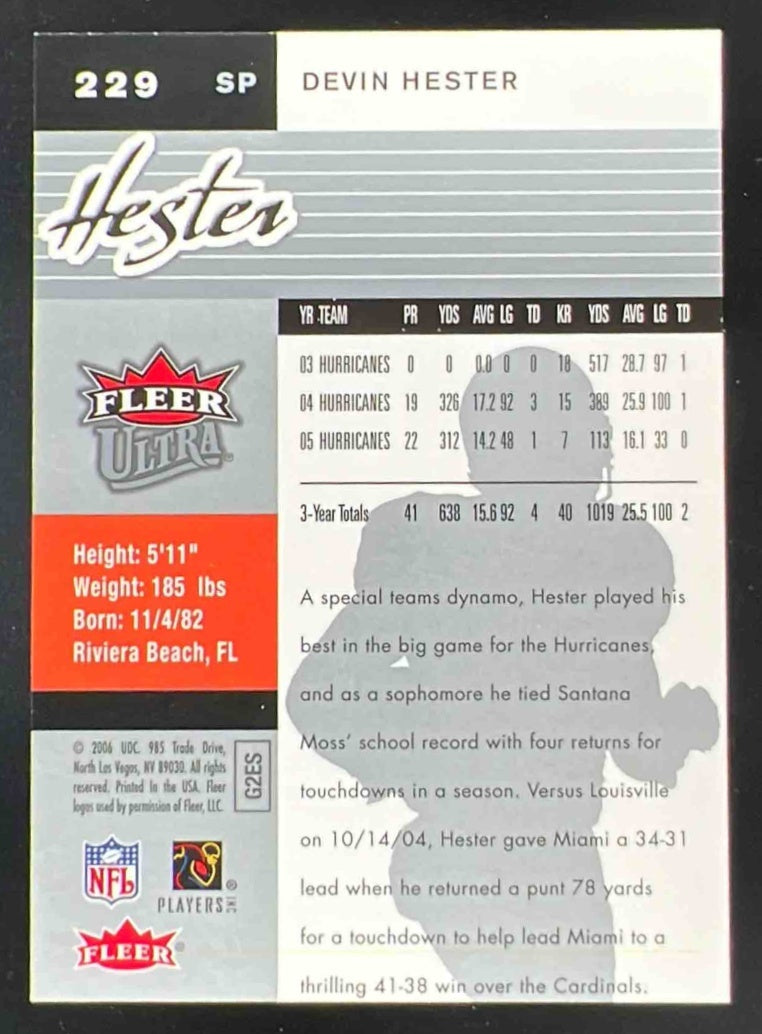 229 SP DEVIN HESTER
Hester
YR TEAM PR YDS AVG LG TD KR YDS AVG LG TD
03 HURRICANES 0 0 0.0 0 0 18 517 28.7 97 1
04 HURRICANES 19 326 17.2 92 3 15 389 25.9 100 1
05 HURRICANES 22 312 14.2 48 1 7 113 16.1 33 0
3-Year Totals 41 638 15.6 92 4 40 1019 25.5 100 2
FLEER
ULTRA
Height: 5'11"
Weight: 185 lbs
Born: 11/4/82
Riviera Beach, FL
A special teams dynamo, Hester played his
best in the big game for the Hurricanes,
and as a sophomore he tied Santana
Moss' school record with four returns for
touchdowns in a season. Versus Louisville
on 10/14/04, Hester gave Miami a 34-31
lead when he returned a punt 78 yards
for a touchdown to help lead Miami to a
thrilling 41-38 win over the Cardinals.
© 2006 UDC. 985 Trade Drive,
North Las Vegas, NV 89030. All rights
reserved. Printed in the USA. Fleer
logos used by permission of Fleer, LLC.
G2ES
NFL
PLAYERS INC ®
FLEER ®